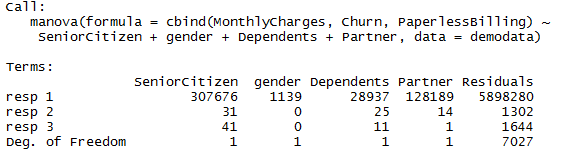 Call:
manova(formula = cbind(MonthlyCharges, Churn, PaperlessBilling) ~
SeniorCitizen + gender + Dependents + Partner, data = demodata)
Terms:
SeniorCitizen gender Dependents Partner Residuals
resp 1 307676 1139 28937 128189 5898280
resp 2 31 0 25 14 1302
resp 3 41 0 11 1 1644
Deg. of Freedom 1 1 1 1 7027